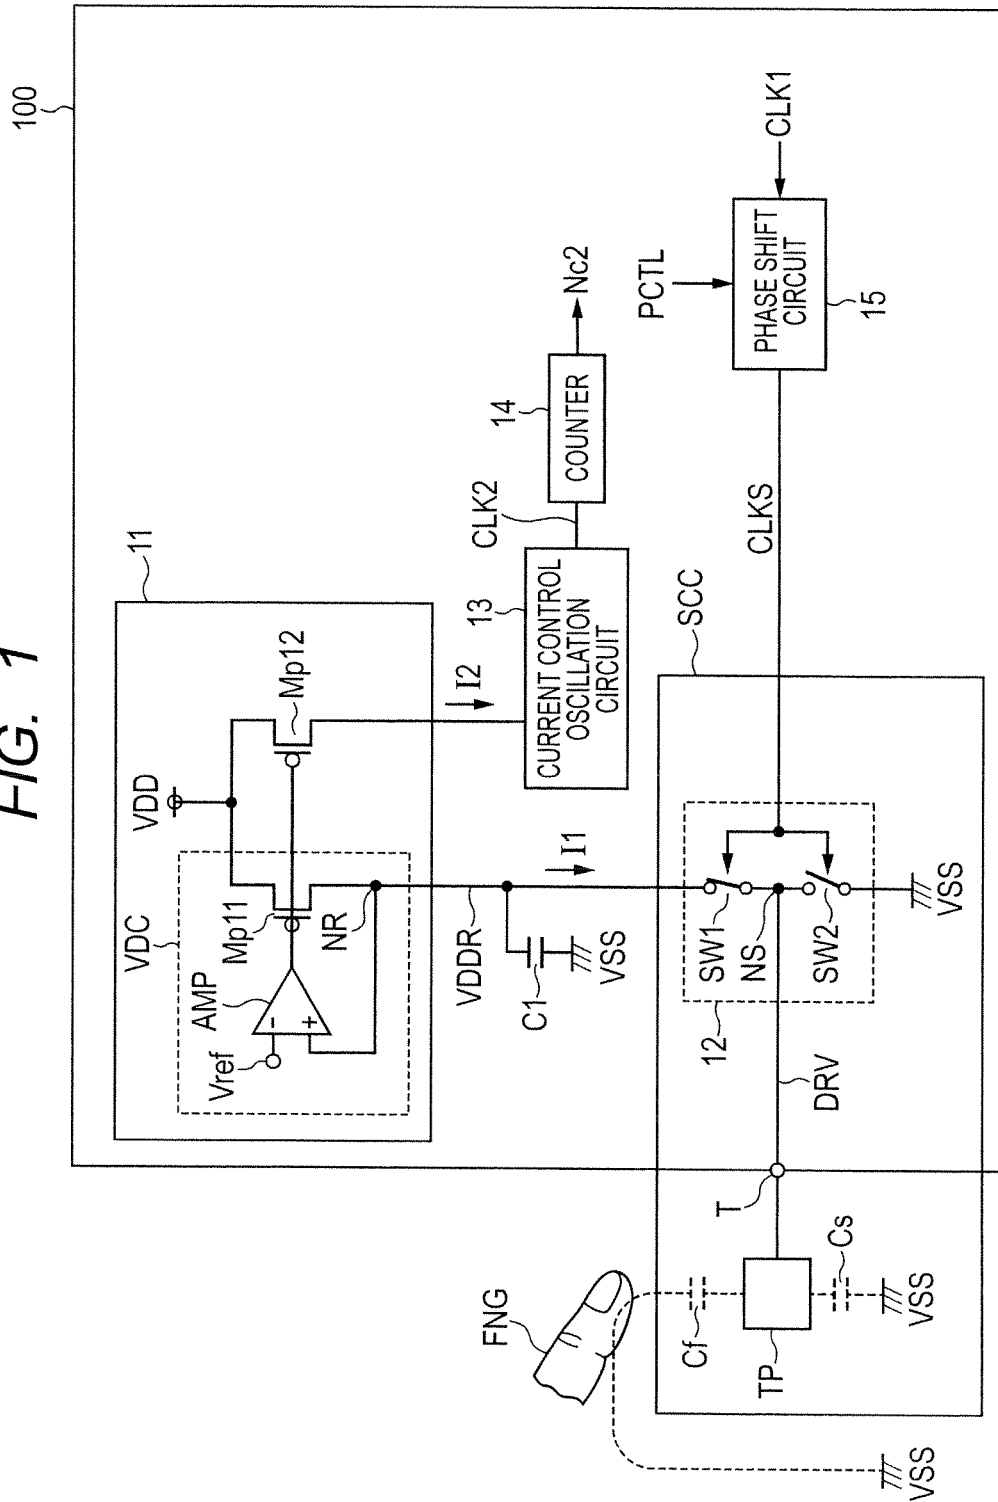 FIG. 1
100
11
VDD
VDC
Mp11
Mp12
AMP
Vref
-
+
NR
I2
VDDR
C1
VSS
I1
13
CURRENT CONTROL
OSCILLATION
CIRCUIT
CLK2
14
COUNTER
Nc2
PCTL
PHASE SHIFT
CIRCUIT
15
CLK1
CLKS
SCC
SW1
NS
SW2
VSS
12
DRV
T
FNG
Cf
TP
Cs
VSS
VSS